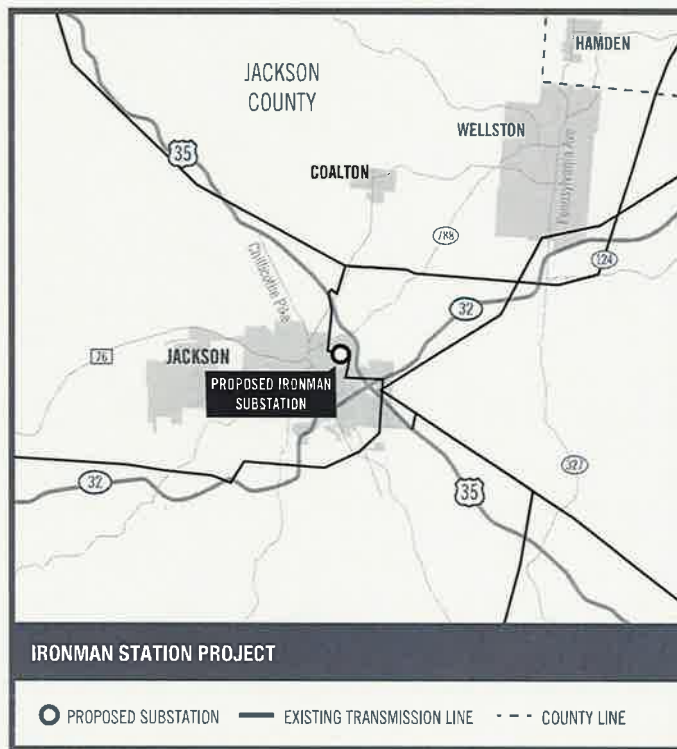 HAMDEN
JACKSON
COUNTY
WELLSTON
Pennsylvania Ave
35
COALTON
788
124
Chillicothe Pike
32
76
JACKSON
PROPOSED IRONMAN
SUBSTATION
327
32
35
IRONMAN STATION PROJECT
PROPOSED SUBSTATION
EXISTING TRANSMISSION LINE
COUNTY LINE